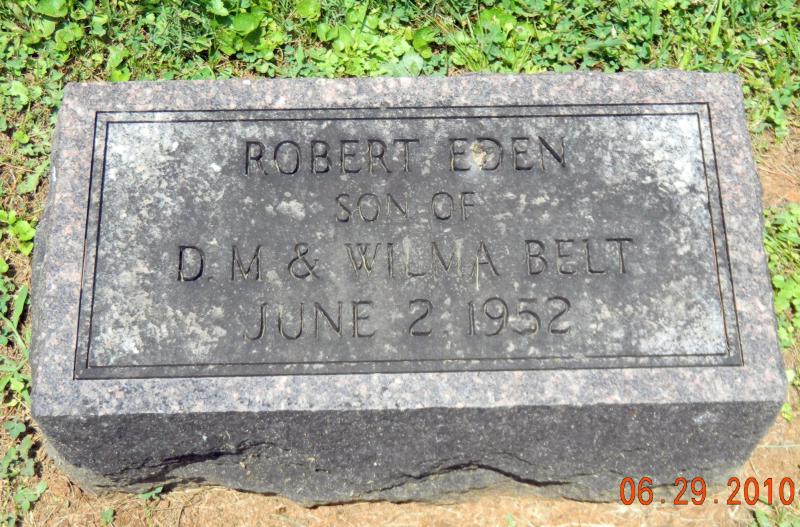 ROBERT EDEN
SON OF
D. M & WILMA BELT
JUNE 2, 1952
06.29.2010